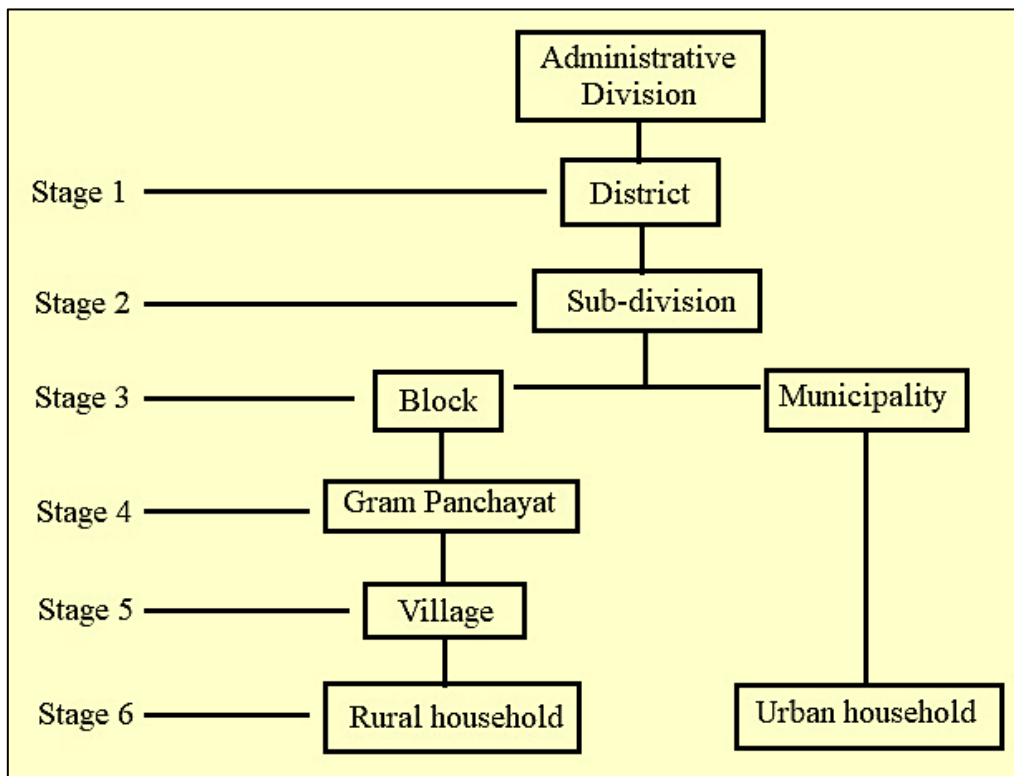 Administrative
Division
Stage 1
District
Stage 2
Sub-division
Stage 3
Block
Municipality
Stage 4
Gram Panchayat
Stage 5
Village
Stage 6
Rural household
Urban household